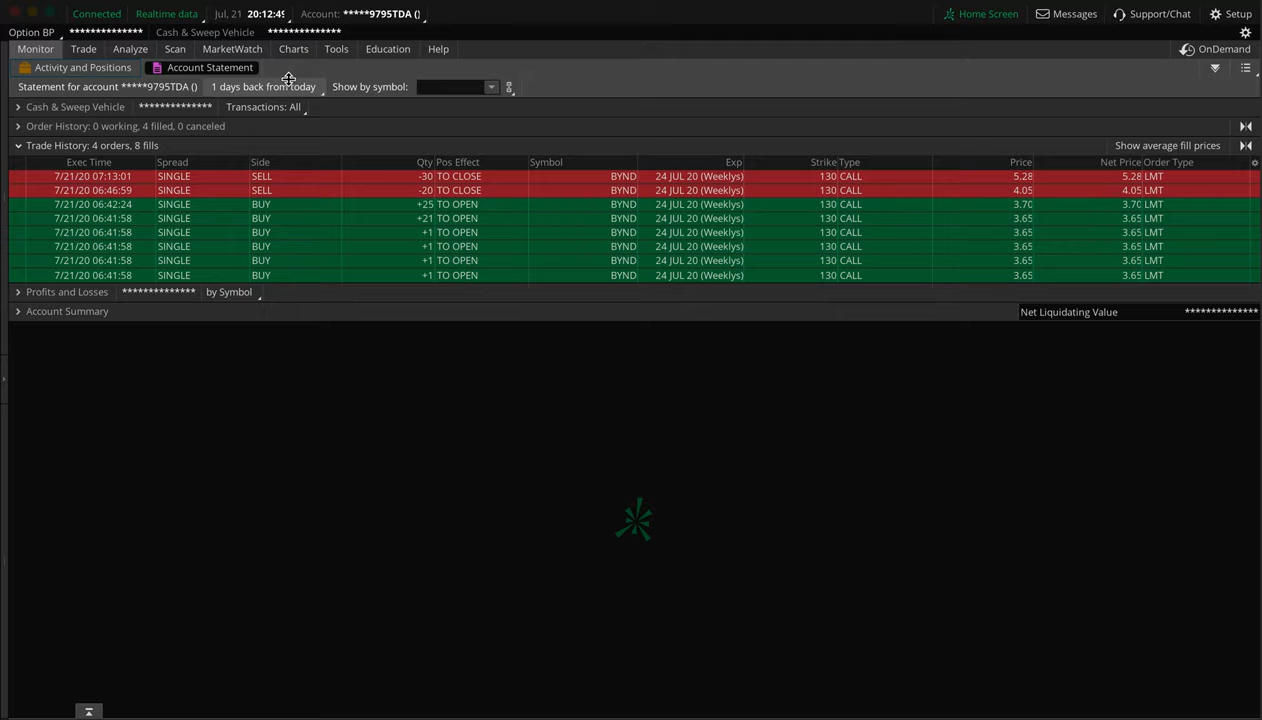 Connected Realtime data Jul, 21 20:12:49 Account: *****9795TDA () Home Screen Messages Support/Chat Setup
Option BP ************** Cash & Sweep Vehicle **************
Monitor Trade Analyze Scan MarketWatch Charts Tools Education Help OnDemand
Activity and Positions Account Statement
Statement for account *****9795TDA () 1 days back from today Show by symbol:
Cash & Sweep Vehicle ************** Transactions: All
Order History: 0 working, 4 filled, 0 canceled
Trade History: 4 orders, 8 fills Show average fill prices
Exec Time Spread Side Qty Pos Effect Symbol Exp Strike Type Price Net Price Order Type
7/21/20 07:13:01 SINGLE SELL -30 TO CLOSE BYND 24 JUL 20 (Weeklys) 130 CALL 5.28 5.28 LMT
7/21/20 06:46:59 SINGLE SELL -20 TO CLOSE BYND 24 JUL 20 (Weeklys) 130 CALL 4.05 4.05 LMT
7/21/20 06:42:24 SINGLE BUY +25 TO OPEN BYND 24 JUL 20 (Weeklys) 130 CALL 3.70 3.70 LMT
7/21/20 06:41:58 SINGLE BUY +21 TO OPEN BYND 24 JUL 20 (Weeklys) 130 CALL 3.65 3.65 LMT
7/21/20 06:41:58 SINGLE BUY +1 TO OPEN BYND 24 JUL 20 (Weeklys) 130 CALL 3.65 3.65 LMT
7/21/20 06:41:58 SINGLE BUY +1 TO OPEN BYND 24 JUL 20 (Weeklys) 130 CALL 3.65 3.65 LMT
7/21/20 06:41:58 SINGLE BUY +1 TO OPEN BYND 24 JUL 20 (Weeklys) 130 CALL 3.65 3.65 LMT
7/21/20 06:41:58 SINGLE BUY +1 TO OPEN BYND 24 JUL 20 (Weeklys) 130 CALL 3.65 3.65 LMT
Profits and Losses ************** by Symbol
Account Summary Net Liquidating Value **************